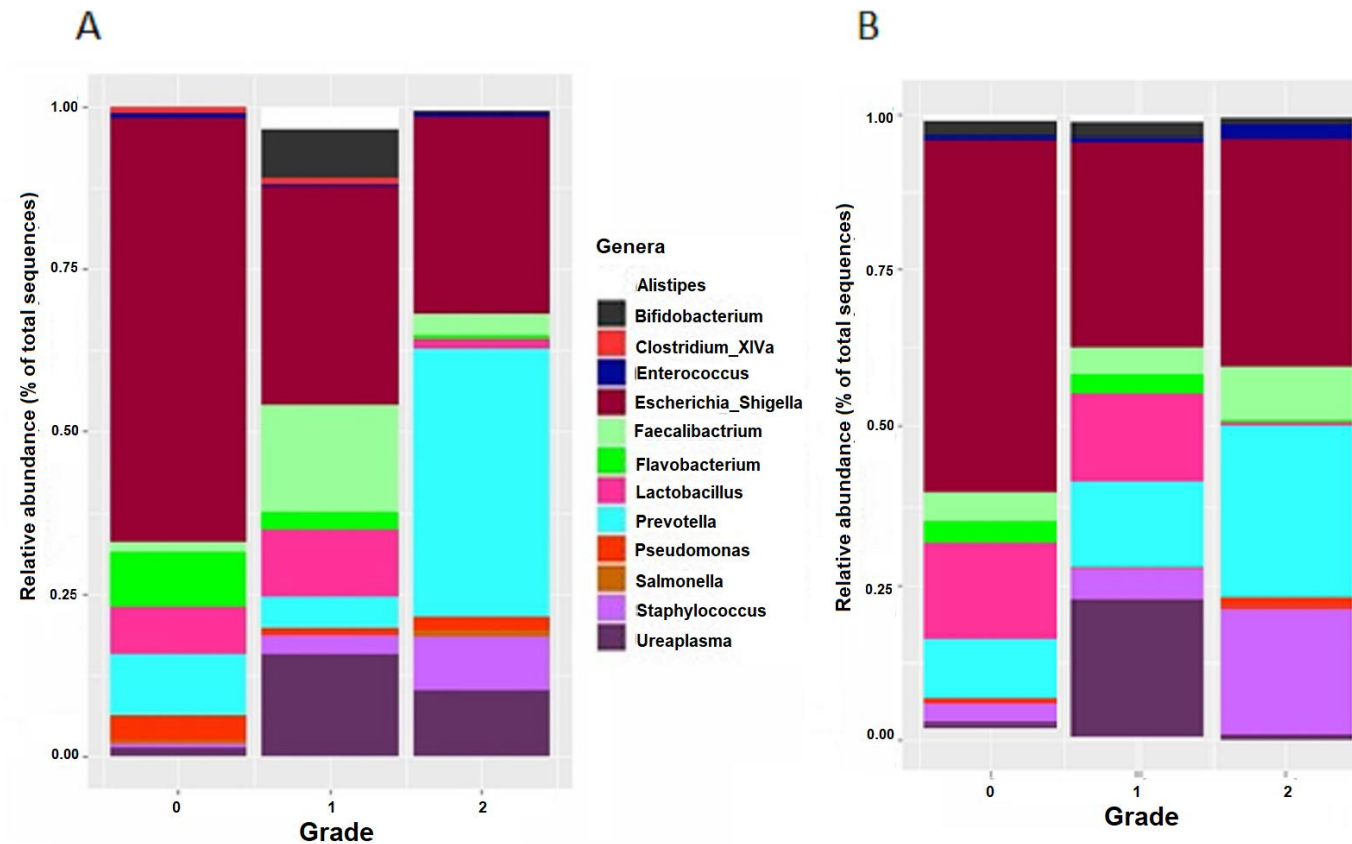 A
B
Relative abundance (% of total sequences)
1.00
0.75
0.50
0.25
0.00
0
1
2
Grade
Genera
Alistipes
Bifidobacterium
Clostridium_XIVa
Enterococcus
Escherichia_Shigella
Faecalibactrium
Flavobacterium
Lactobacillus
Prevotella
Pseudomonas
Salmonella
Staphylococcus
Ureaplasma
Relative abundance (% of total sequences)
1.00
0.75
0.50
0.25
0.00
0
1
2
Grade